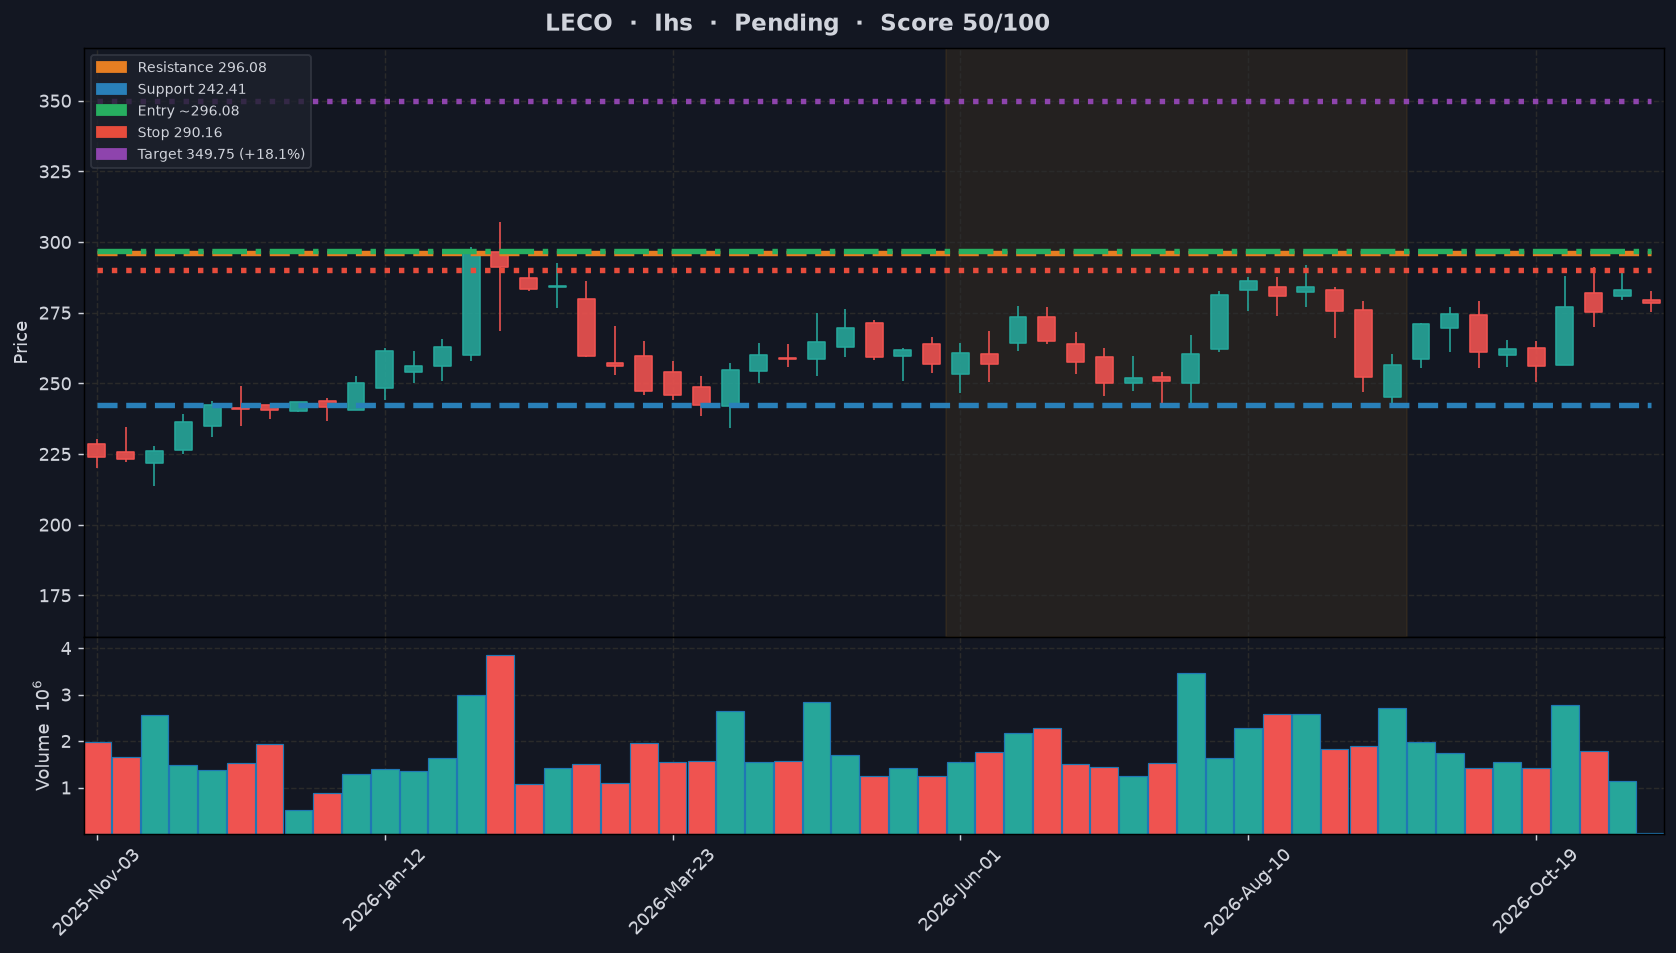 LECO · Ihs · Pending · Score 50/100
Resistance 296.08
Support 242.41
Entry ~296.08
Stop 290.16
Target 349.75 (+18.1%)
Price
350
325
300
275
250
225
200
175
Volume 10⁶
4
3
2
1
2025-Nov-03
2026-Jan-12
2026-Mar-23
2026-Jun-01
2026-Aug-10
2026-Oct-19